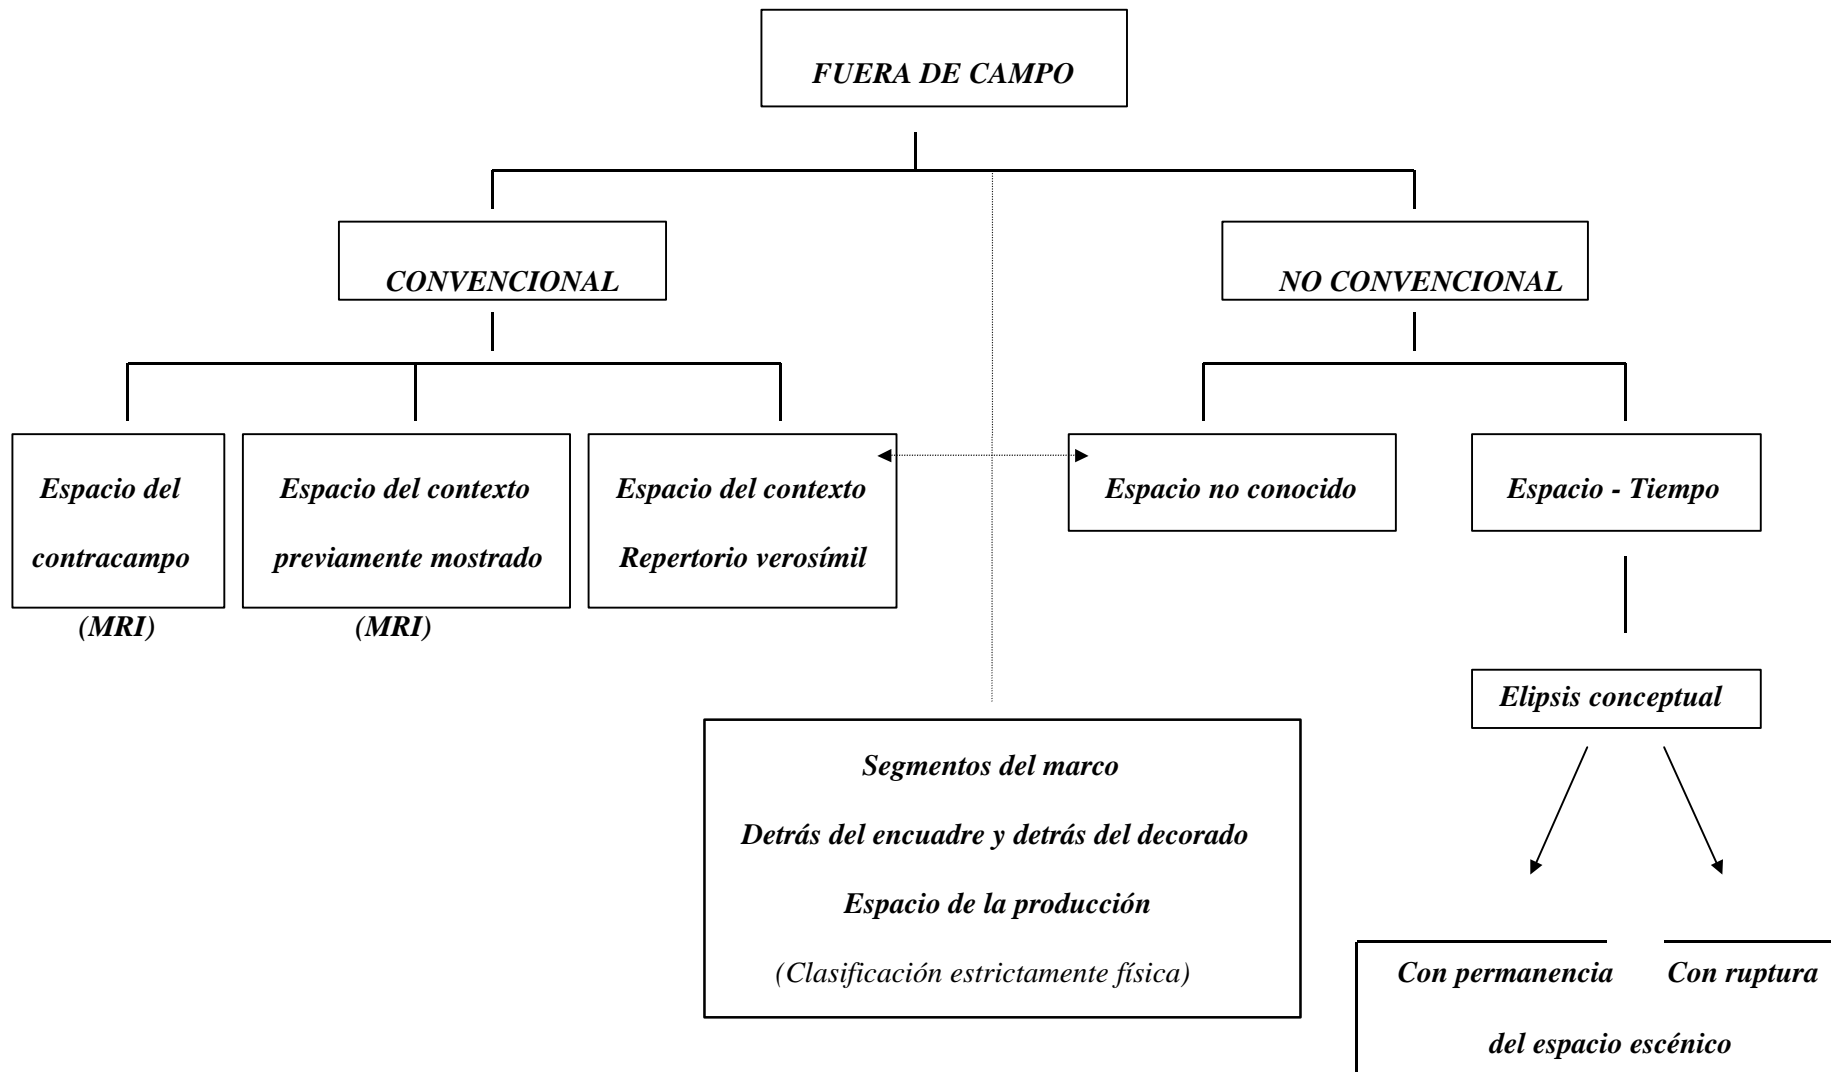 FUERA DE CAMPO
CONVENCIONAL
NO CONVENCIONAL
Espacio del
contracampo
(MRI)
Espacio del contexto
previamente mostrado
(MRI)
Espacio del contexto
Repertorio verosímil
Espacio no conocido
Espacio - Tiempo
Elipsis conceptual
Segmentos del marco
Detrás del encuadre y detrás del decorado
Espacio de la producción
(Clasificación estrictamente física)
Con permanencia
Con ruptura
del espacio escénico